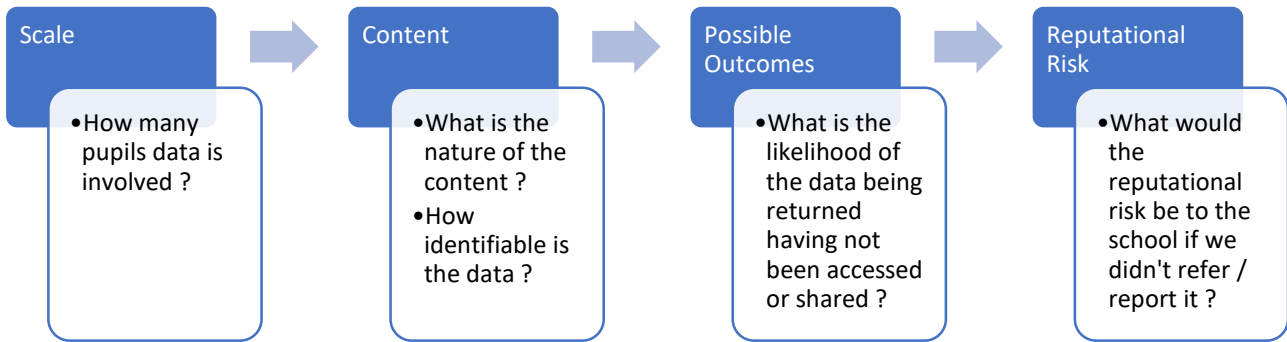 Scale
•How many
pupils data is
involved ?
Content
•What is the
nature of the
content ?
•How
identifiable is
the data ?
Possible
Outcomes
•What is the
likelihood of
the data being
returned
having not
been accessed
or shared ?
Reputational
Risk
•What would
the
reputational
risk be to the
school if we
didn't refer /
report it ?